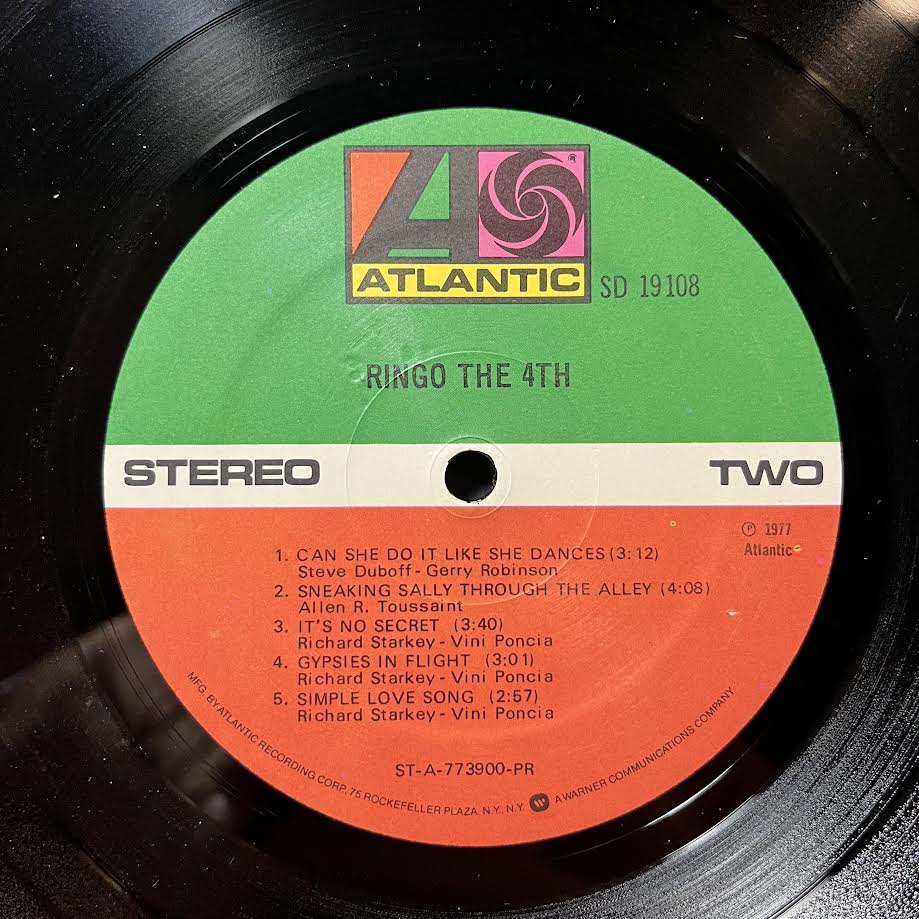 ATLANTIC ®
SD 19108
RINGO THE 4TH
STEREO
TWO
Ⓟ 1977
Atlantic
1. CAN SHE DO IT LIKE SHE DANCES (3:12)
Steve Duboff - Gerry Robinson
2. SNEAKING SALLY THROUGH THE ALLEY (4:08)
Allen R. Toussaint
3. IT'S NO SECRET (3:40)
Richard Starkey - Vini Poncia
4. GYPSIES IN FLIGHT (3:01)
Richard Starkey - Vini Poncia
5. SIMPLE LOVE SONG (2:57)
Richard Starkey - Vini Poncia
ST-A-773900-PR
MFG. BY ATLANTIC RECORDING CORP. 75 ROCKEFELLER PLAZA. N.Y., N.Y. W A WARNER COMMUNICATIONS COMPANY